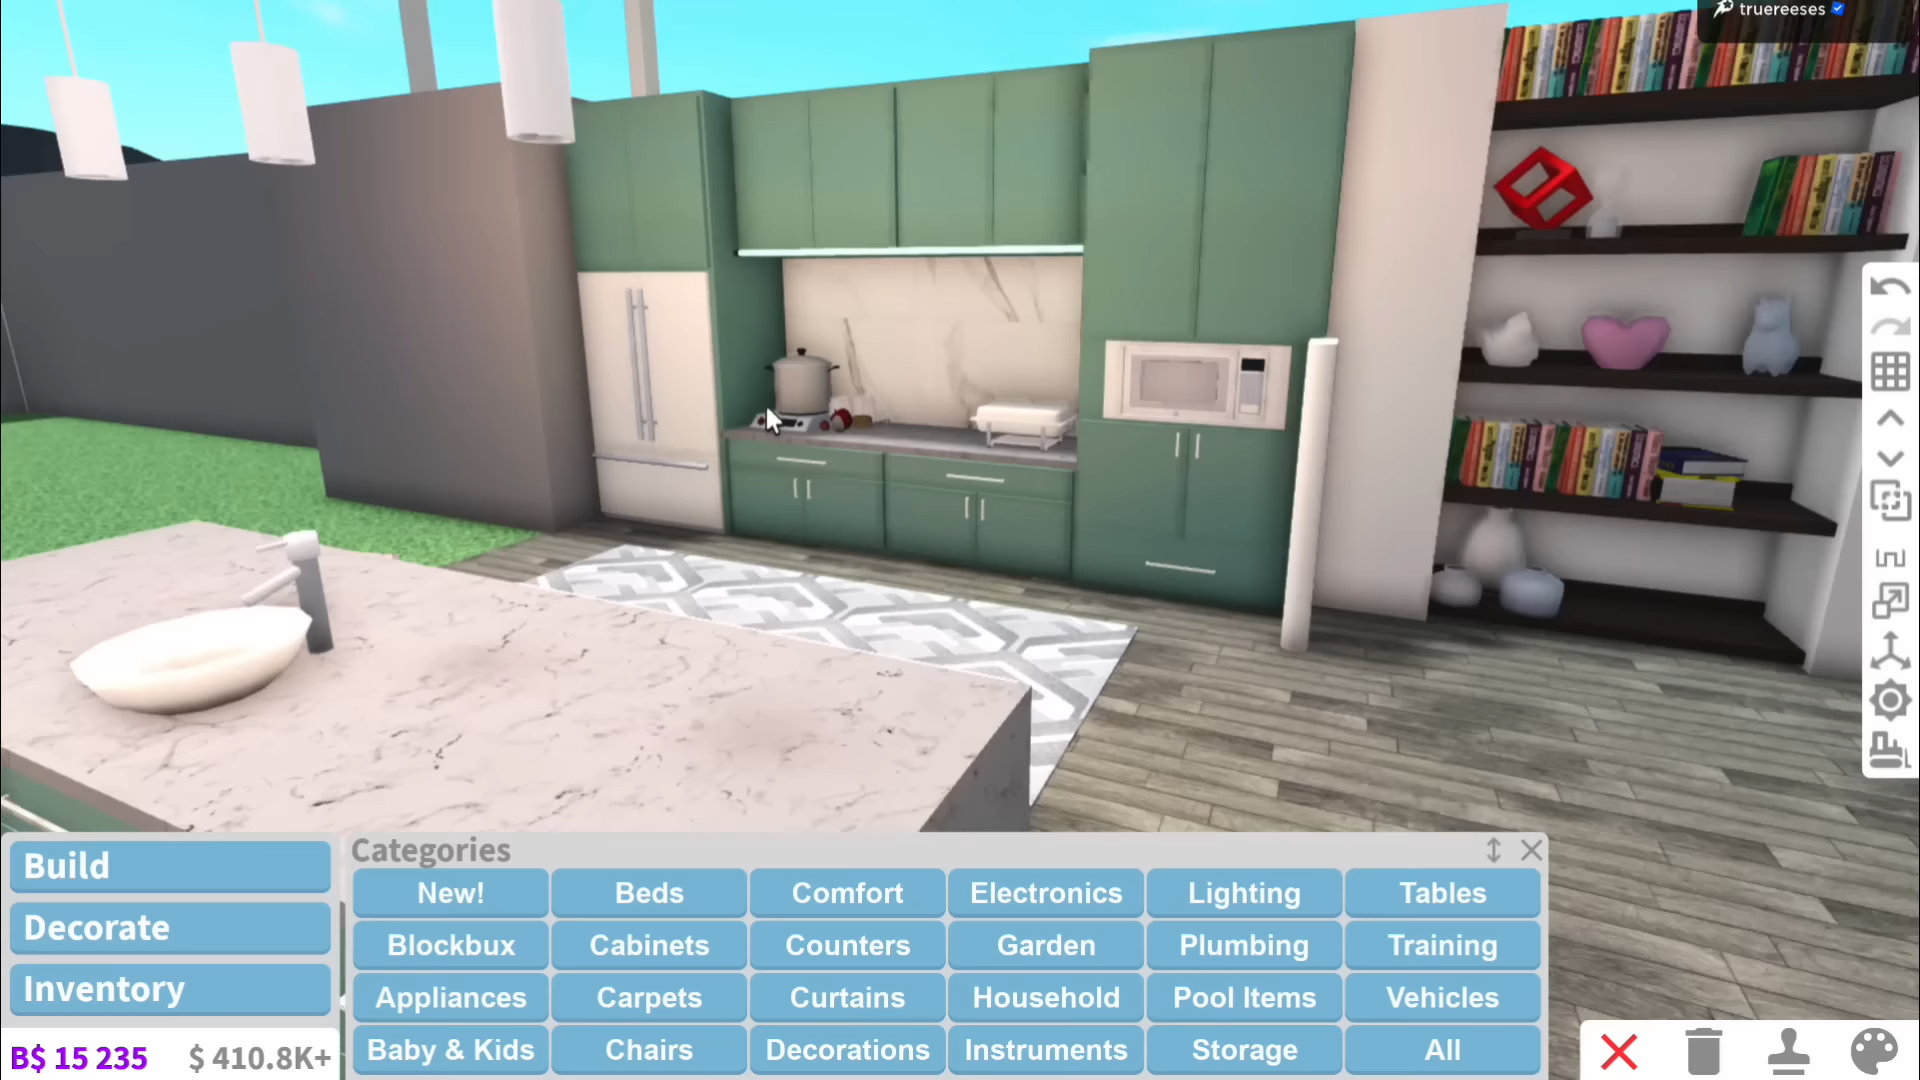 truereeses
Build
Decorate
Inventory
B$ 15 235 $ 410.8K+
Categories
New! Beds Comfort Electronics Lighting Tables
Blockbux Cabinets Counters Garden Plumbing Training
Appliances Carpets Curtains Household Pool Items Vehicles
Baby & Kids Chairs Decorations Instruments Storage All